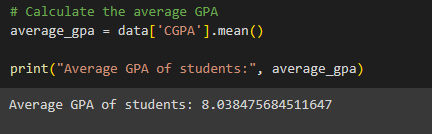 # Calculate the average GPA
average_gpa = data['CGPA'].mean()
print("Average GPA of students:", average_gpa)
Average GPA of students: 8.038475684511647